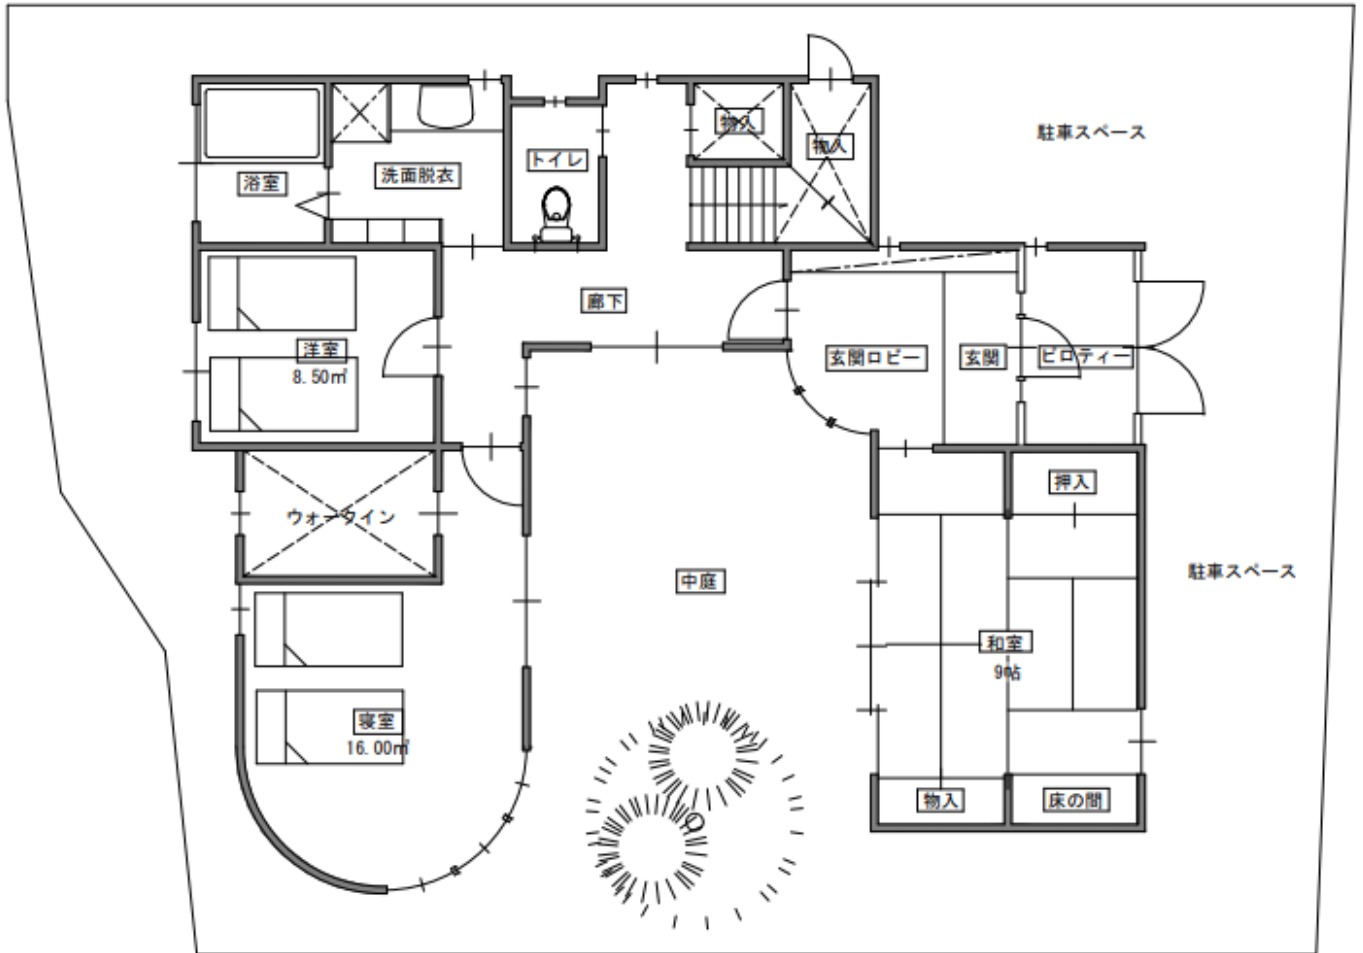 物入
物入
駐車スペース
トイレ
洗面脱衣
浴室
廊下
洋室
8.50㎡
玄関ロビー
玄関
ピロティー
押入
ウォークイン
駐車スペース
中庭
和室
9帖
寝室
16.00㎡
物入
床の間